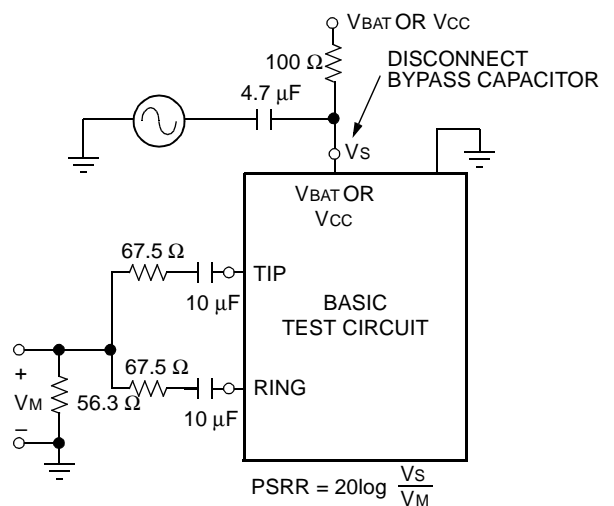 VBAT OR VCC
100 Ω
DISCONNECT
BYPASS CAPACITOR
4.7 µF
VS
VBAT OR
VCC
67.5 Ω
TIP
10 µF
BASIC
TEST CIRCUIT
67.5 Ω
RING
+
VM
56.3 Ω
10 µF
–
PSRR = 20log VS
VM